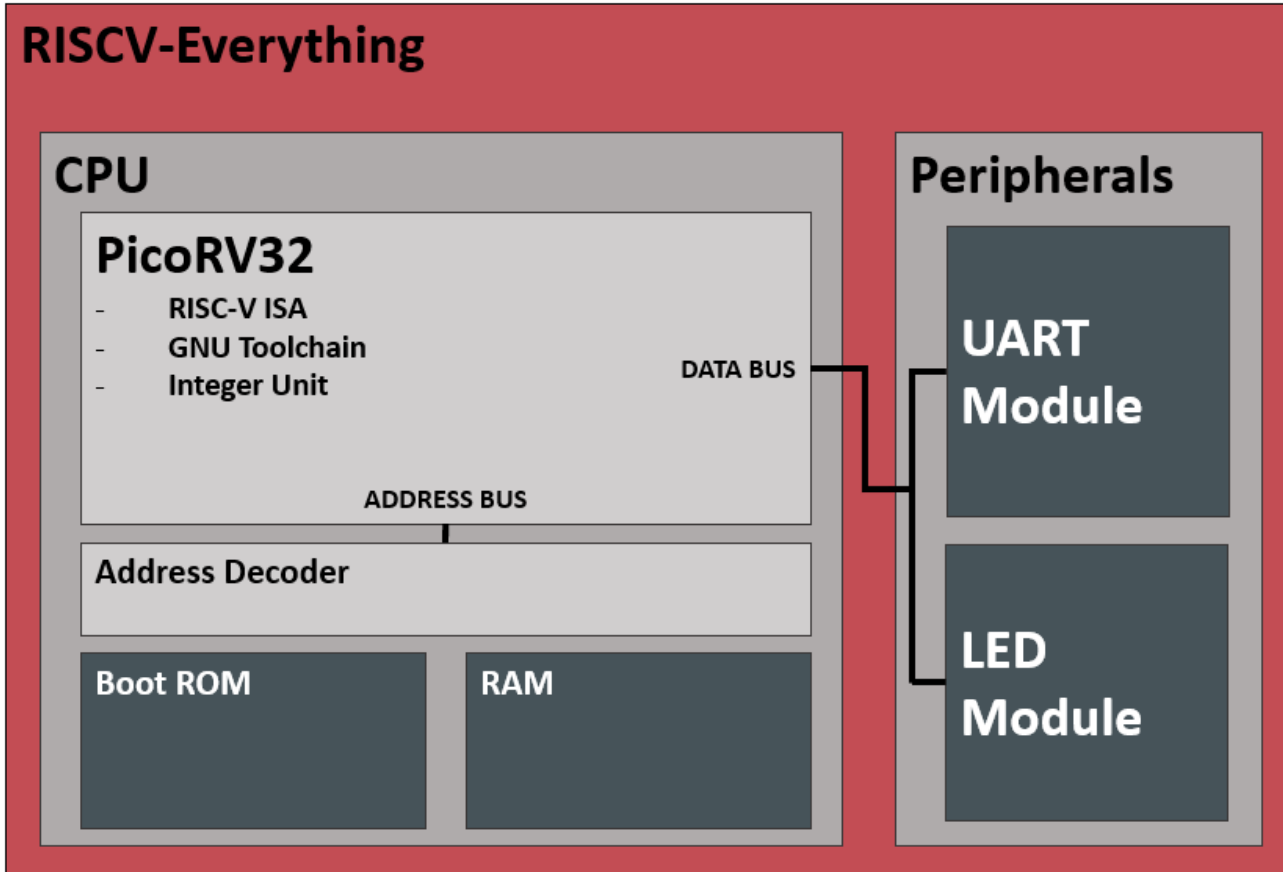 RISCV-Everything
CPU
PicoRV32
- RISC-V ISA
- GNU Toolchain
- Integer Unit
DATA BUS
ADDRESS BUS
Address Decoder
Boot ROM
RAM
Peripherals
UART
Module
LED
Module